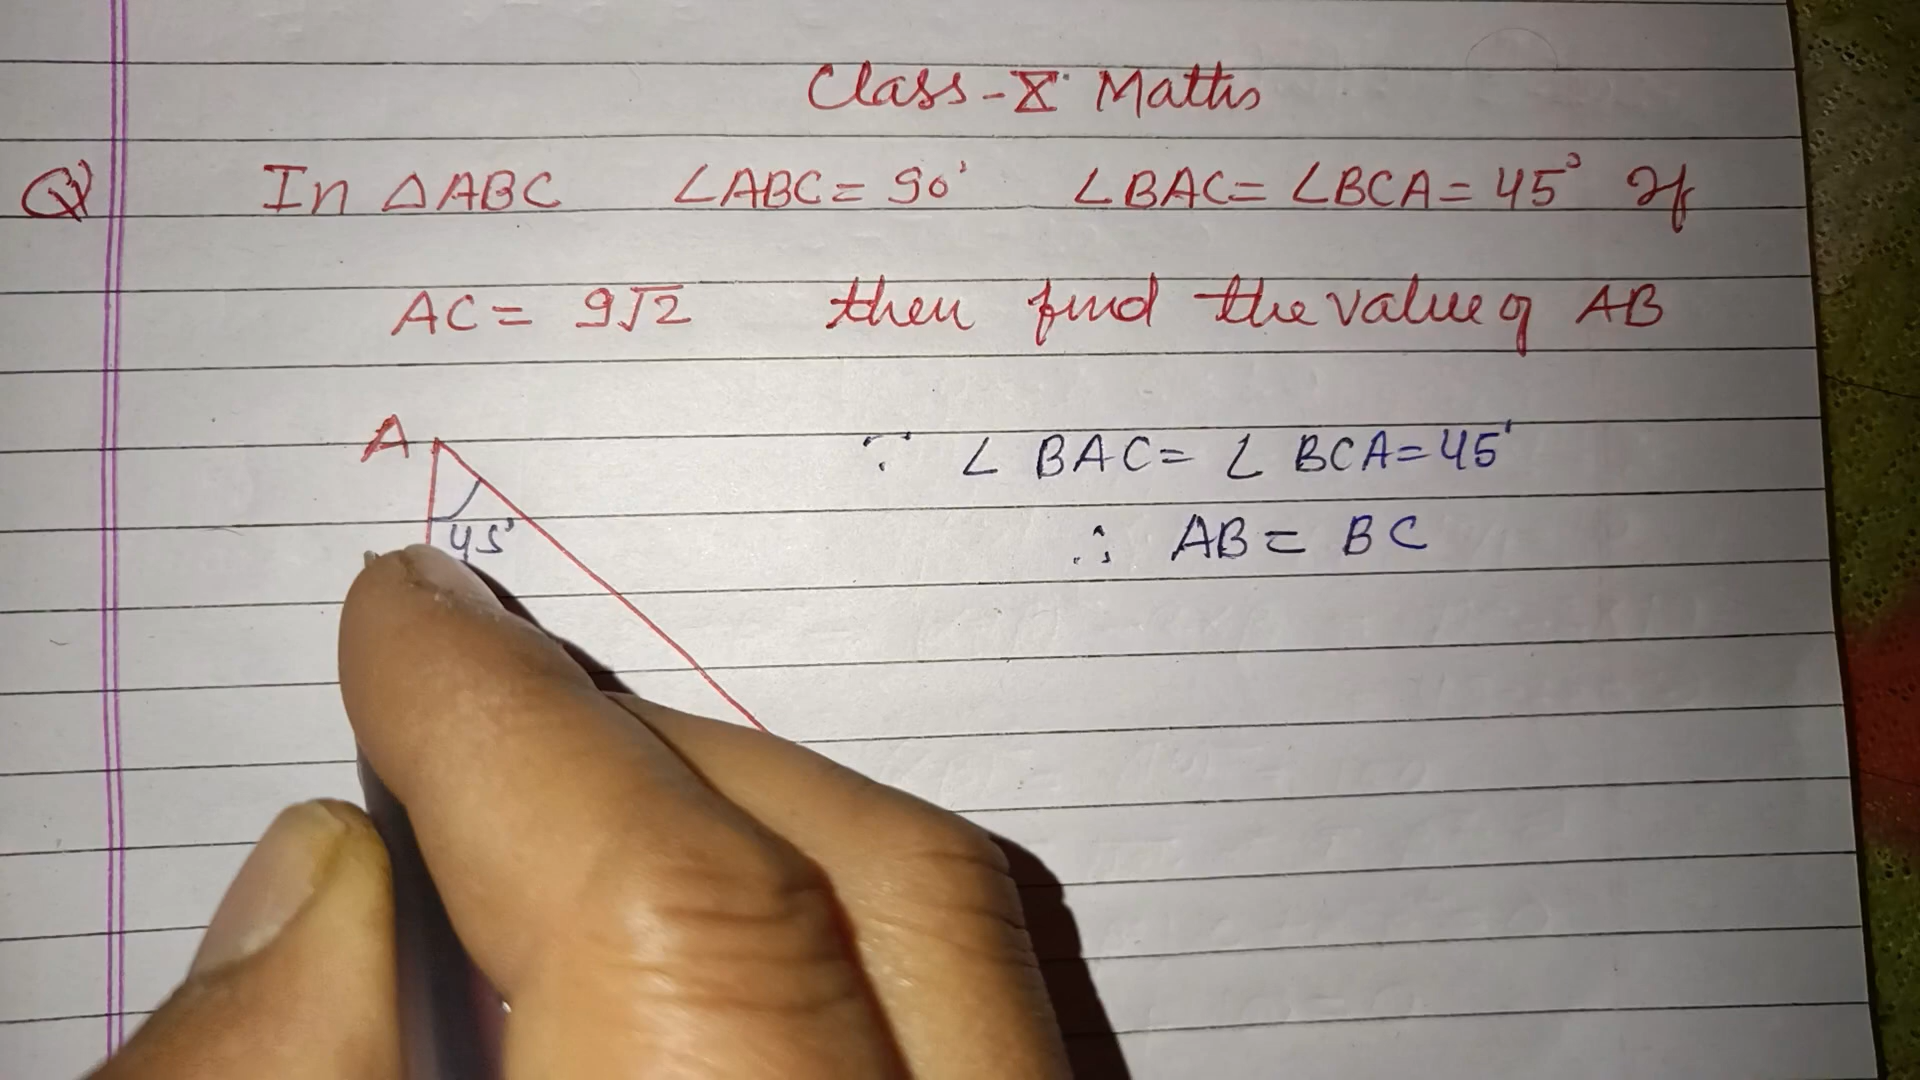 Class-X Maths
Q) In △ABC ∠ABC = 90° ∠BAC = ∠BCA = 45° If
AC = 9√2 then find the value of AB
A
45°
∵ ∠BAC = ∠BCA = 45°
∴ AB = BC